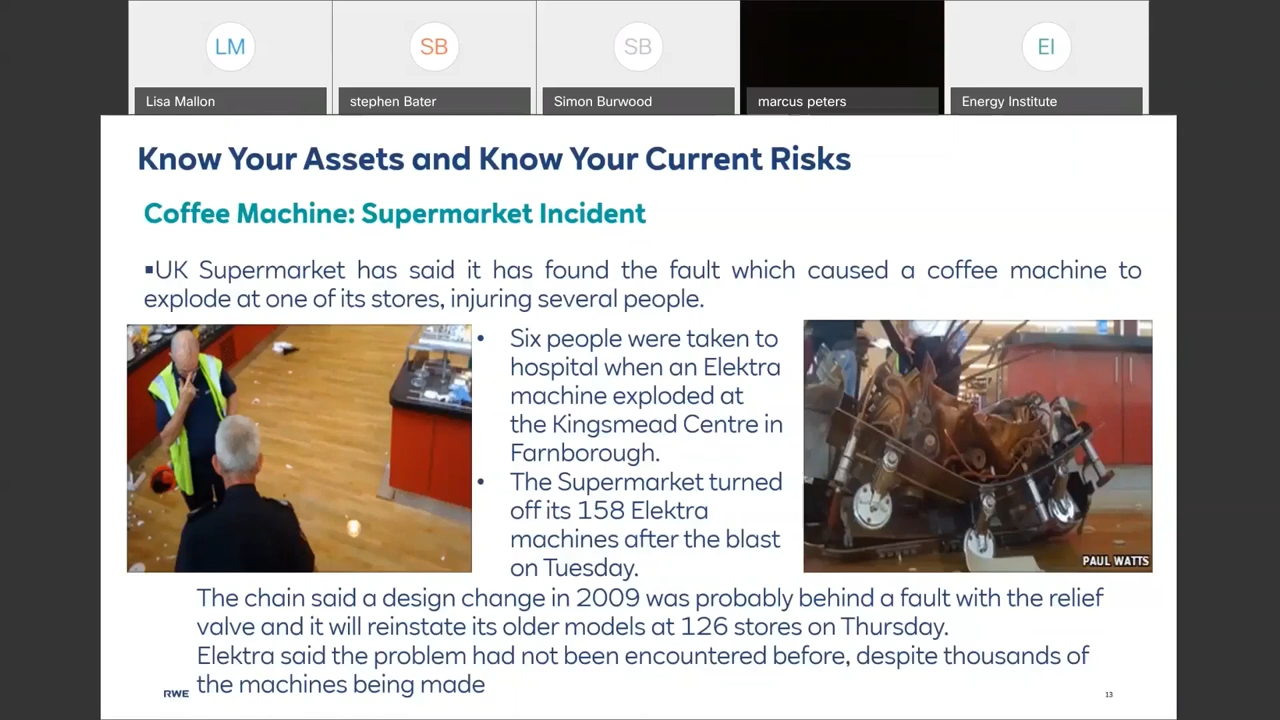 LM
SB
SB
EI
Lisa Mallon
stephen Bater
Simon Burwood
marcus peters
Energy Institute
Know Your Assets and Know Your Current Risks
Coffee Machine: Supermarket Incident
▪UK Supermarket has said it has found the fault which caused a coffee machine to
explode at one of its stores, injuring several people.
• Six people were taken to
hospital when an Elektra
machine exploded at
the Kingsmead Centre in
Farnborough.
• The Supermarket turned
off its 158 Elektra
machines after the blast
on Tuesday.
PAUL WATTS
The chain said a design change in 2009 was probably behind a fault with the relief
valve and it will reinstate its older models at 126 stores on Thursday.
Elektra said the problem had not been encountered before, despite thousands of
the machines being made
RWE
13